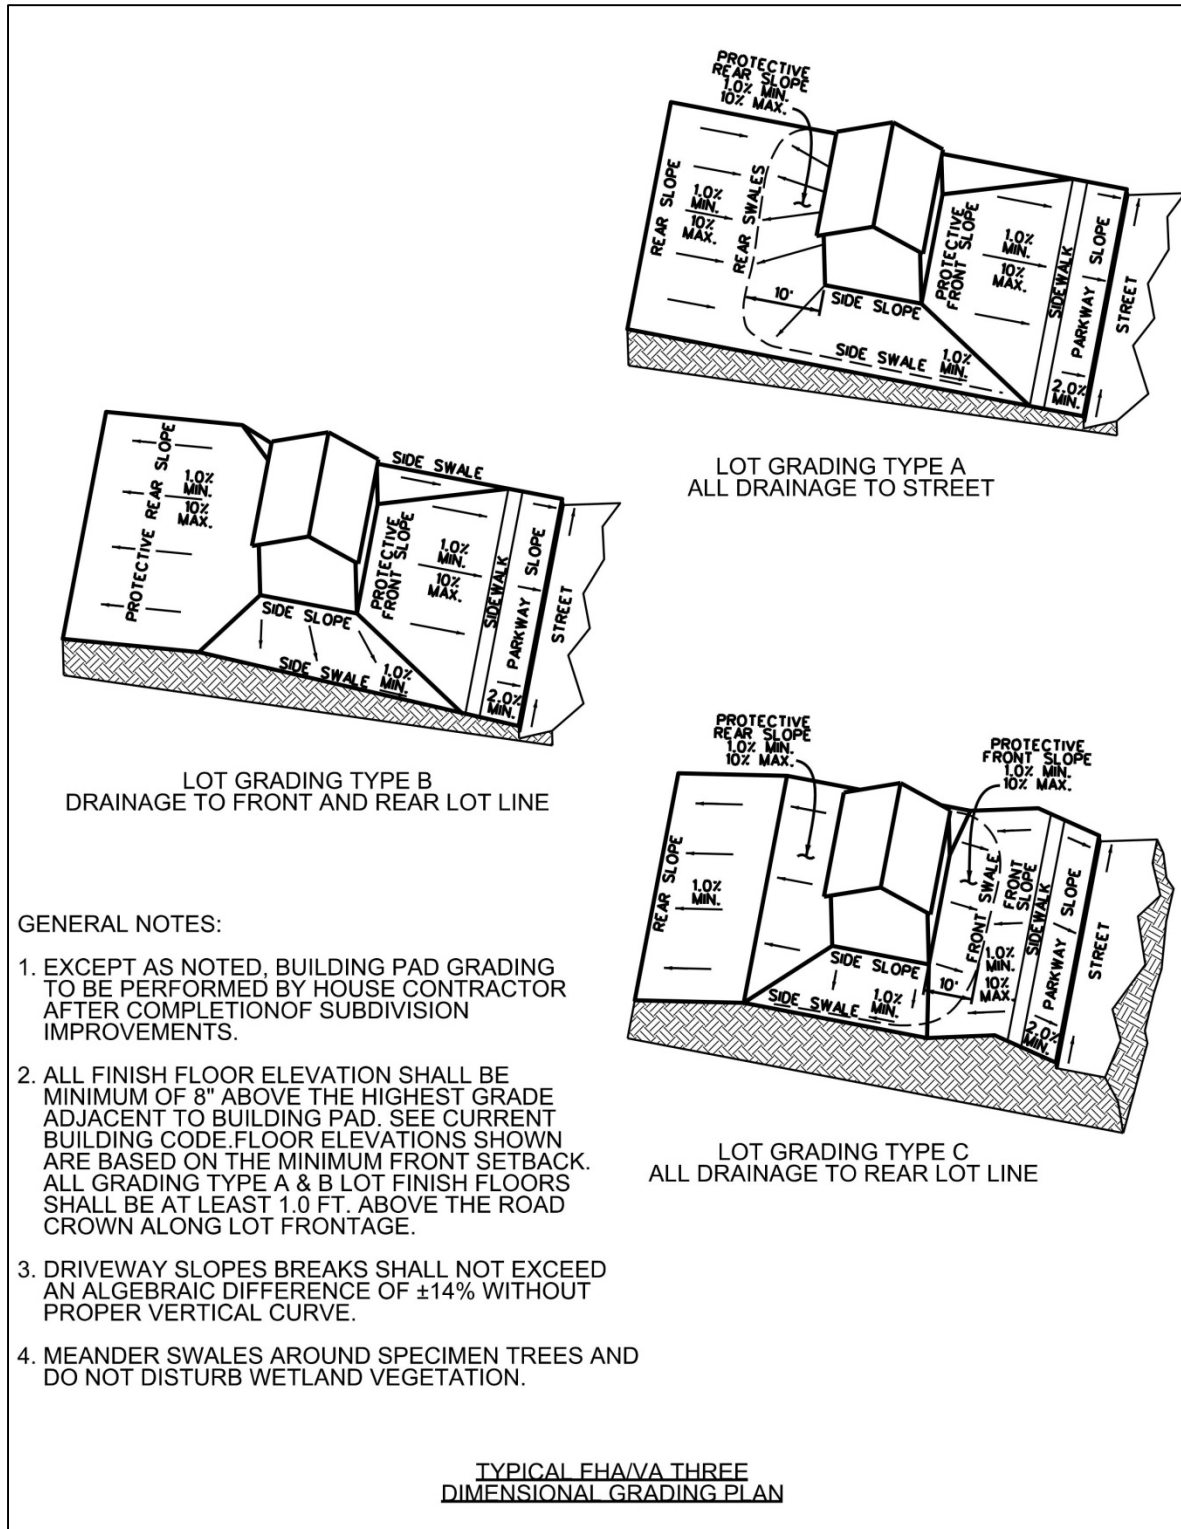 PROTECTIVE
REAR SLOPE
1.0% MIN.
10% MAX.
REAR SLOPE
1.0%
MIN.
10%
MAX.
REAR SWALES
10'
SIDE SLOPE
SIDE SWALE
1.0%
MIN.
PROTECTIVE
FRONT SLOPE
1.0%
MIN.
10%
MAX.
SIDEWALK
PARKWAY SLOPE
2.0%
MIN.
STREET
LOT GRADING TYPE A
ALL DRAINAGE TO STREET
PROTECTIVE REAR SLOPE
1.0%
MIN.
10%
MAX.
SIDE SWALE
SIDE SLOPE
SIDE SWALE
1.0%
MIN.
PROTECTIVE
FRONT SLOPE
1.0%
MIN.
10%
MAX.
SIDEWALK
PARKWAY SLOPE
2.0%
MIN.
STREET
LOT GRADING TYPE B
DRAINAGE TO FRONT AND REAR LOT LINE
PROTECTIVE
REAR SLOPE
1.0% MIN.
10% MAX.
PROTECTIVE
FRONT SLOPE
1.0% MIN.
10% MAX.
REAR SLOPE
1.0%
MIN.
SIDE SLOPE
SIDE SWALE
1.0%
MIN.
10'
FRONT SWALE
FRONT
SLOPE
1.0%
MIN.
10%
MAX.
SIDEWALK
PARKWAY SLOPE
2.0%
MIN.
STREET
LOT GRADING TYPE C
ALL DRAINAGE TO REAR LOT LINE
GENERAL NOTES:
1. EXCEPT AS NOTED, BUILDING PAD GRADING
TO BE PERFORMED BY HOUSE CONTRACTOR
AFTER COMPLETIONOF SUBDIVISION
IMPROVEMENTS.
2. ALL FINISH FLOOR ELEVATION SHALL BE
MINIMUM OF 8" ABOVE THE HIGHEST GRADE
ADJACENT TO BUILDING PAD. SEE CURRENT
BUILDING CODE.FLOOR ELEVATIONS SHOWN
ARE BASED ON THE MINIMUM FRONT SETBACK.
ALL GRADING TYPE A & B LOT FINISH FLOORS
SHALL BE AT LEAST 1.0 FT. ABOVE THE ROAD
CROWN ALONG LOT FRONTAGE.
3. DRIVEWAY SLOPES BREAKS SHALL NOT EXCEED
AN ALGEBRAIC DIFFERENCE OF ±14% WITHOUT
PROPER VERTICAL CURVE.
4. MEANDER SWALES AROUND SPECIMEN TREES AND
DO NOT DISTURB WETLAND VEGETATION.
TYPICAL FHA/VA THREE
DIMENSIONAL GRADING PLAN